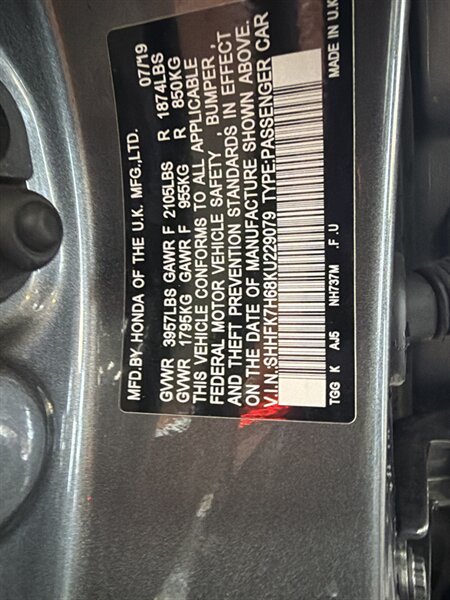 MFD.BY HONDA OF THE U.K. MFG.,LTD. 07/19
GVWR 3957LBS GAWR F 2105LBS R 1874LBS
GVWR 1795KG GAWR F 955KG R 850KG
THIS VEHICLE CONFORMS TO ALL APPLICABLE
FEDERAL MOTOR VEHICLE SAFETY , BUMPER ,
AND THEFT PREVENTION STANDARDS IN EFFECT
ON THE DATE OF MANUFACTURE SHOWN ABOVE.
V.I.N.:SHHFK7H68KU229079 TYPE:PASSENGER CAR
TGG K AJ5 NH737M .F .U MADE IN U.K